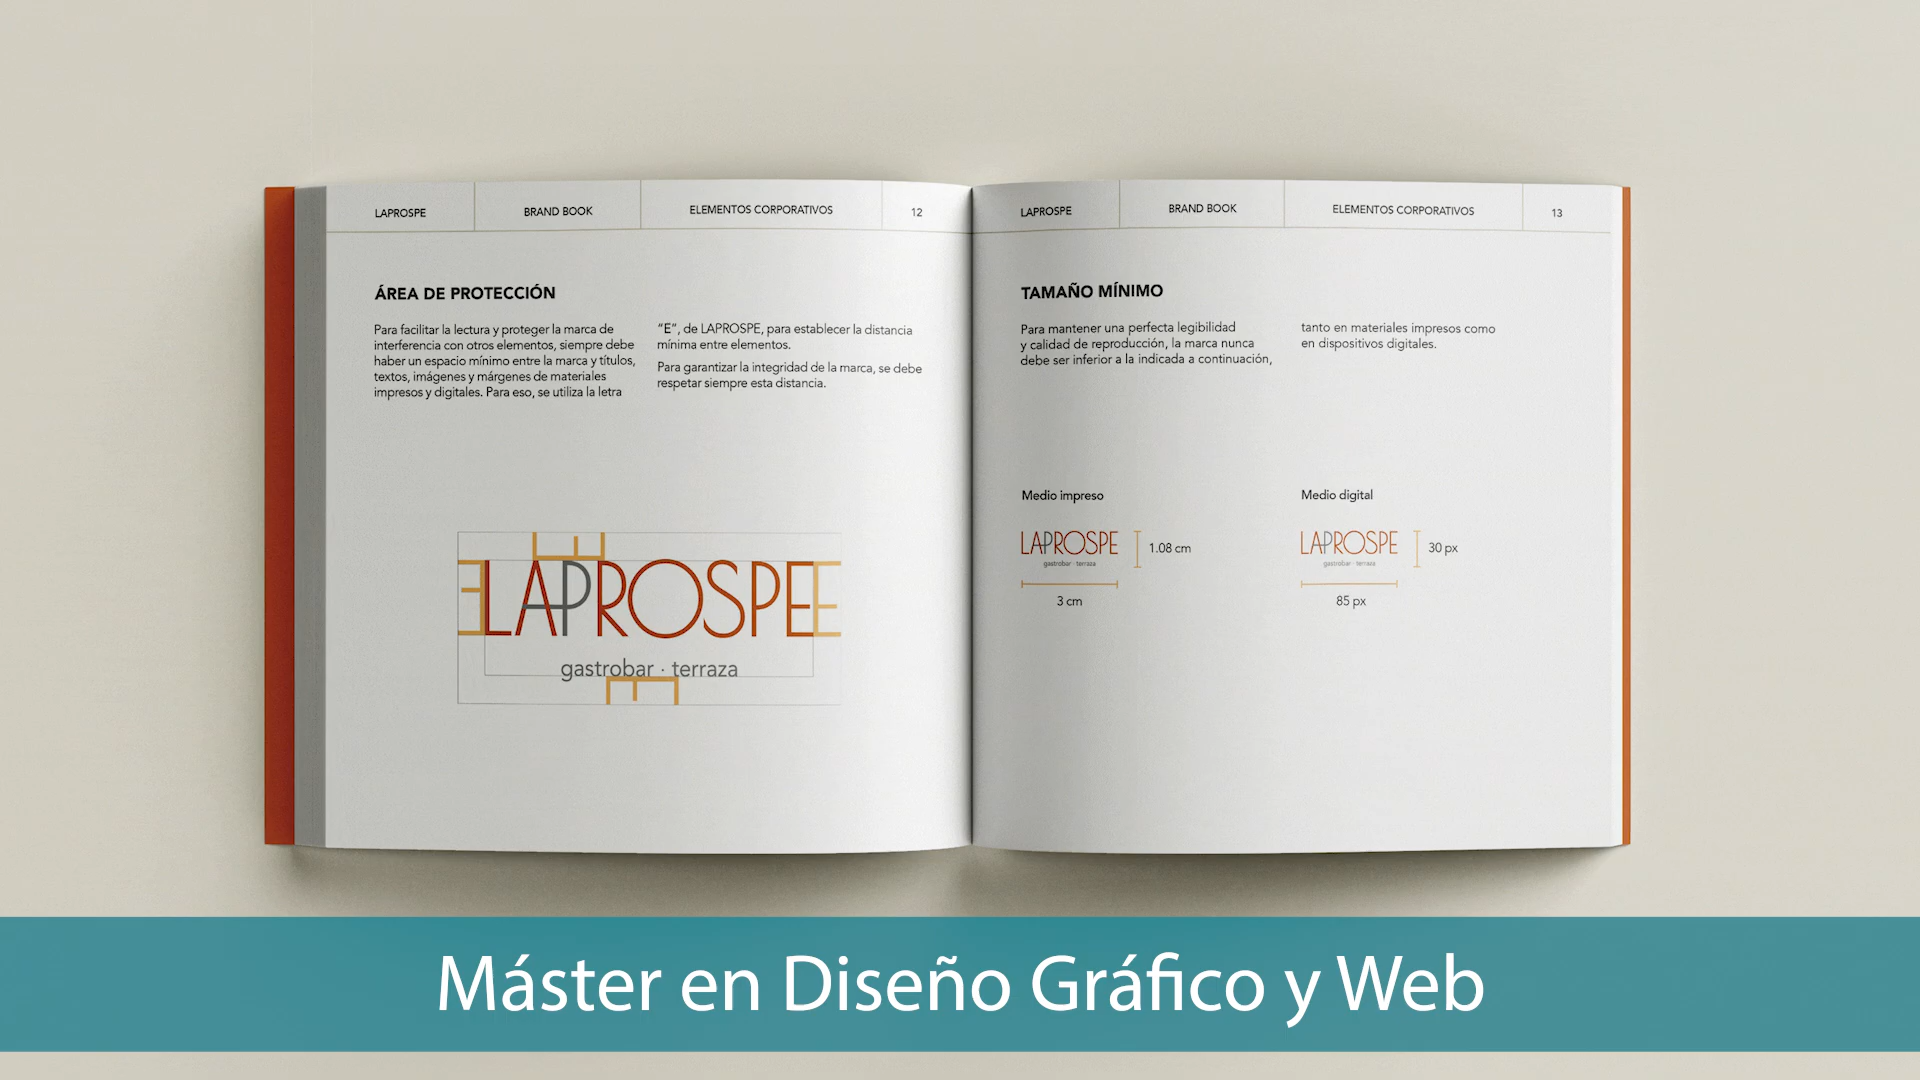 LAPROSPE
BRAND BOOK
ELEMENTOS CORPORATIVOS
12
ÁREA DE PROTECCIÓN
Para facilitar la lectura y proteger la marca de
interferencia con otros elementos, siempre debe
haber un espacio mínimo entre la marca y títulos,
textos, imágenes y márgenes de materiales
impresos y digitales. Para eso, se utiliza la letra
“E”, de LAPROSPE, para establecer la distancia
mínima entre elementos.
Para garantizar la integridad de la marca, se debe
respetar siempre esta distancia.
E
E LAPROSPE E
gastrobar · terraza
E
LAPROSPE
BRAND BOOK
ELEMENTOS CORPORATIVOS
13
TAMAÑO MÍNIMO
Para mantener una perfecta legibilidad
y calidad de reproducción, la marca nunca
debe ser inferior a la indicada a continuación,
tanto en materiales impresos como
en dispositivos digitales.
Medio impreso
LAPROSPE
gastrobar · terraza
1.08 cm
3 cm
Medio digital
LAPROSPE
gastrobar · terraza
30 px
85 px
Máster en Diseño Gráfico y Web